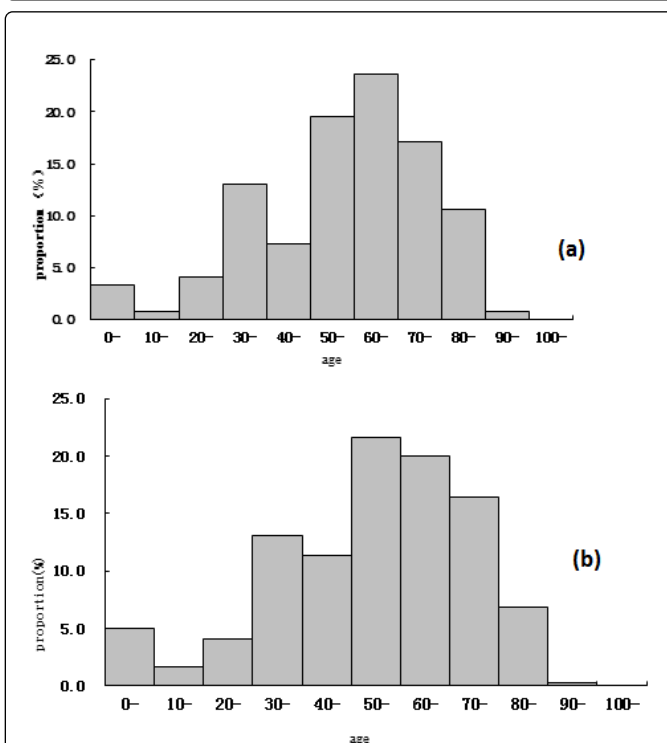 25.0
20.0
15.0
10.0
5.0
0.0
proportion (%)
(a)
0- 10- 20- 30- 40- 50- 60- 70- 80- 90- 100-
age
25.0
20.0
15.0
10.0
5.0
0.0
proportion(%)
(b)
0- 10- 20- 30- 40- 50- 60- 70- 80- 90- 100-
age